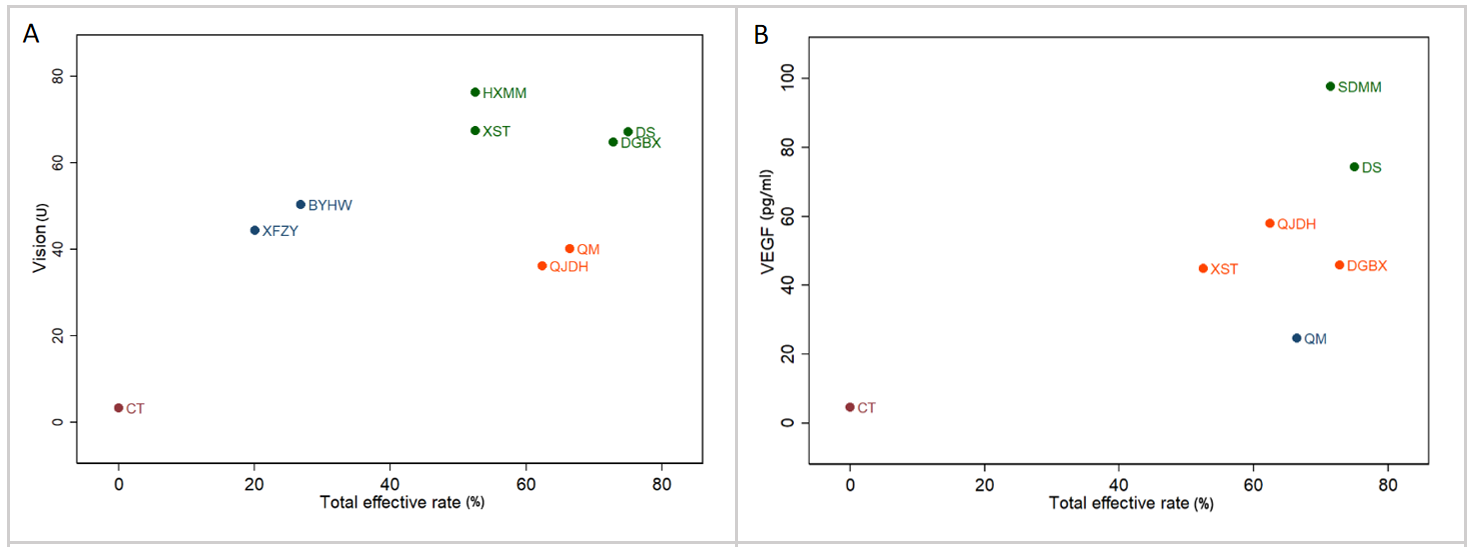 A
80
60
40
20
0
Vision (U)
HXMM
XST
DS
DGBX
BYHW
XFZY
QM
QJDH
CT
0 20 40 60 80
Total effective rate (%)
B
100
80
60
40
20
0
VEGF (pg/ml)
SDMM
DS
QJDH
XST
DGBX
QM
CT
0 20 40 60 80
Total effective rate (%)